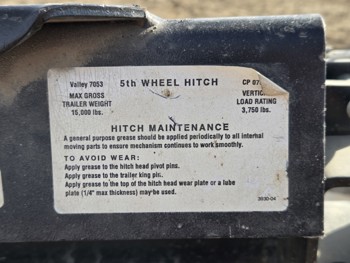 Valley 7053 5th WHEEL HITCH CP 07
MAX GROSS
TRAILER WEIGHT
15,000 lbs.
VERTIC
LOAD RATING
3,750 lbs.
HITCH MAINTENANCE
A general purpose grease should be applied periodically to all internal
moving parts to ensure mechanism continues to work smoothly.
TO AVOID WEAR:
Apply grease to the hitch head pivot pins.
Apply grease to the trailer king pin.
Apply grease to the top of the hitch head wear plate or a lube
plate (1/4" max thickness) may be used.